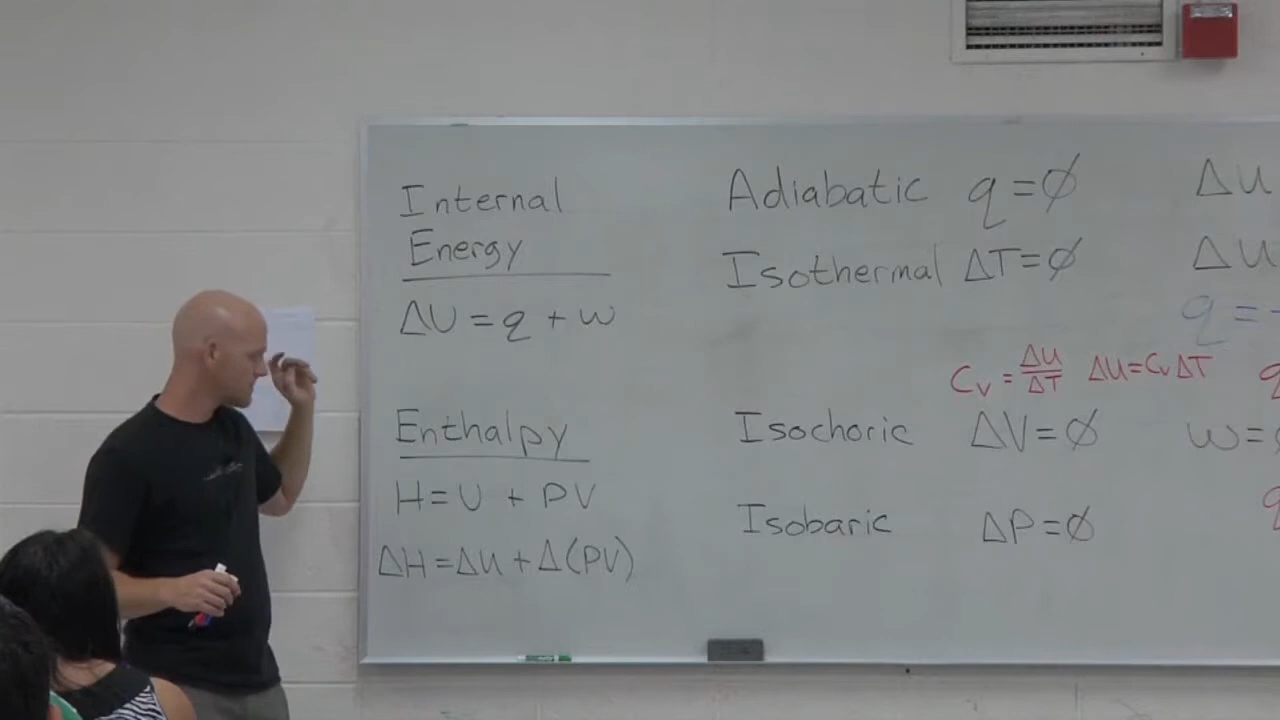 Internal
Energy
ΔU = q + w
Enthalpy
H = U + PV
ΔH = ΔU + Δ(PV)
Adiabatic q = ∅ ΔU
Isothermal ΔT = ∅ ΔU
q = -
Cv = ΔU/ΔT ΔU = CvΔT q
Isochoric ΔV = ∅ w =
Isobaric ΔP = ∅ q